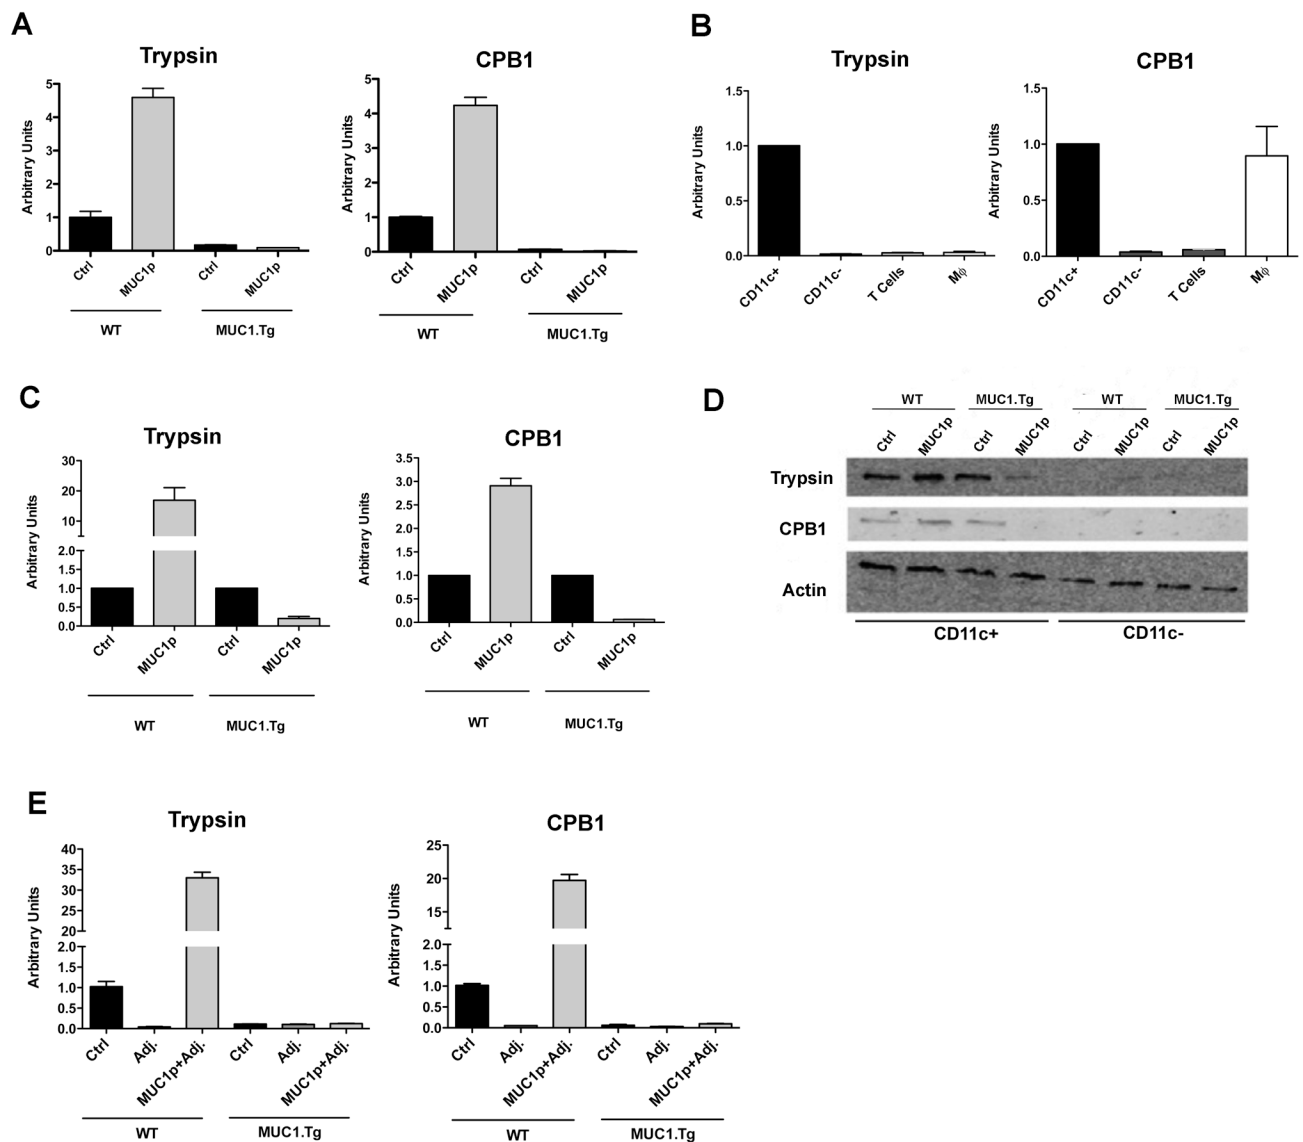 A
Trypsin
Arbitrary Units
5
4
3
2
1
0
Ctrl
MUC1p
Ctrl
MUC1p
WT
MUC1.Tg
CPB1
Arbitrary Units
5
4
3
2
1
0
Ctrl
MUC1p
Ctrl
MUC1p
WT
MUC1.Tg
B
Trypsin
Arbitrary Units
1.5
1.0
0.5
0.0
CD11c+
CD11c-
T Cells
Mϕ
CPB1
Arbitrary Units
1.5
1.0
0.5
0.0
CD11c+
CD11c-
T Cells
Mϕ
C
Trypsin
Arbitrary Units
30
20
10
2.0
1.5
1.0
0.5
0.0
Ctrl
MUC1p
Ctrl
MUC1p
WT
MUC1.Tg
CPB1
Arbitrary Units
3.5
3.0
2.5
2.0
1.5
1.0
0.5
0.0
Ctrl
MUC1p
Ctrl
MUC1p
WT
MUC1.Tg
D
WT MUC1.Tg WT MUC1.Tg
Ctrl MUC1p Ctrl MUC1p Ctrl MUC1p Ctrl MUC1p
Trypsin
CPB1
Actin
CD11c+ CD11c-
E
Trypsin
Arbitrary Units
40
35
30
25
20
2.0
1.5
1.0
0.5
0.0
Ctrl
Adj.
MUC1p+Adj.
Ctrl
Adj.
MUC1p+Adj.
WT
MUC1.Tg
CPB1
Arbitrary Units
25
20
15
2.0
1.5
1.0
0.5
0.0
Ctrl
Adj.
MUC1p+Adj.
Ctrl
Adj.
MUC1p+Adj.
WT
MUC1.Tg